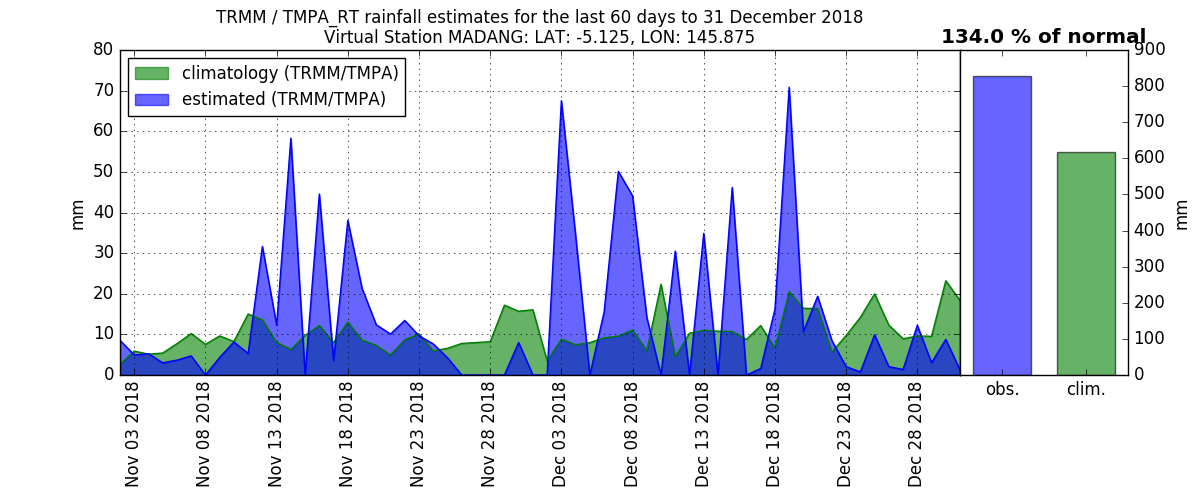 TRMM / TMPA_RT rainfall estimates for the last 60 days to 31 December 2018
Virtual Station MADANG: LAT: -5.125, LON: 145.875
134.0 % of normal
climatology (TRMM/TMPA)
estimated (TRMM/TMPA)
mm
80
70
60
50
40
30
20
10
0
Nov 03 2018
Nov 08 2018
Nov 13 2018
Nov 18 2018
Nov 23 2018
Nov 28 2018
Dec 03 2018
Dec 08 2018
Dec 13 2018
Dec 18 2018
Dec 23 2018
Dec 28 2018
obs.
clim.
900
800
700
600
500
400
300
200
100
0
mm